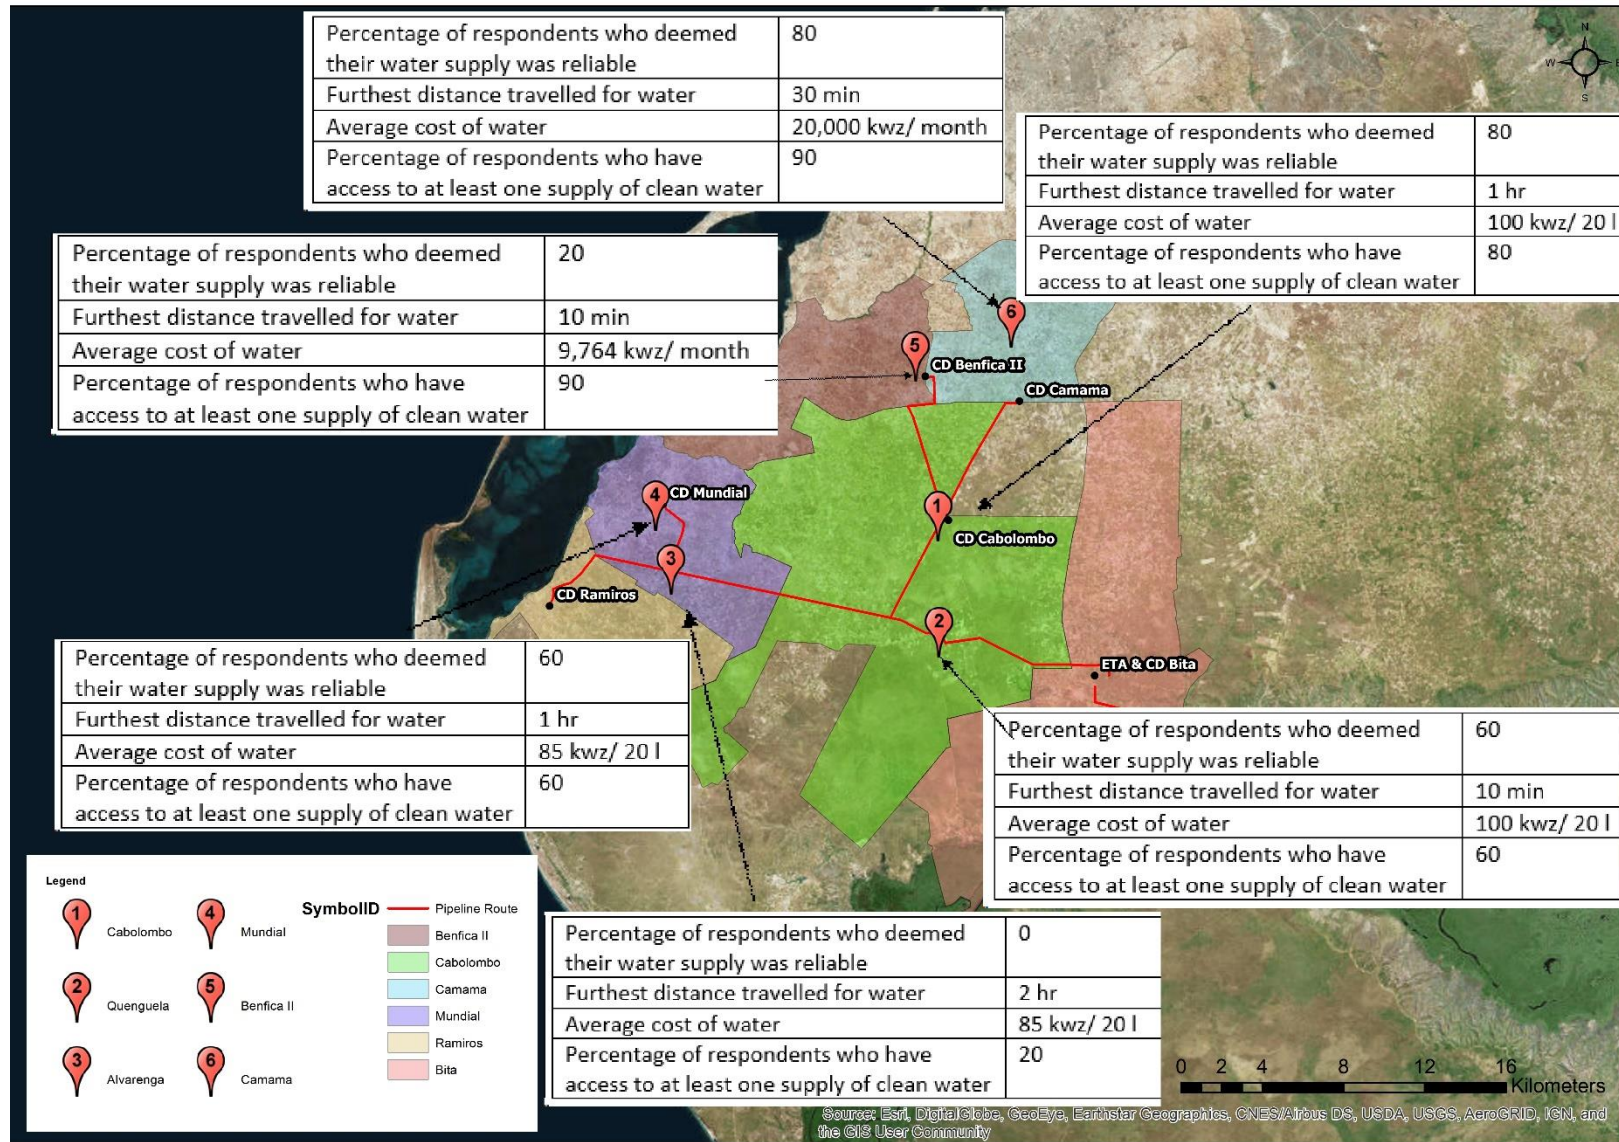 Percentage of respondents who deemed 80
their water supply was reliable
Furthest distance travelled for water 30 min
Average cost of water 20,000 kwz/ month
Percentage of respondents who have 90
access to at least one supply of clean water
N
W E
S
Percentage of respondents who deemed 80
their water supply was reliable
Furthest distance travelled for water 1 hr
Average cost of water 100 kwz/ 20 l
Percentage of respondents who have 80
access to at least one supply of clean water
Percentage of respondents who deemed 20
their water supply was reliable
Furthest distance travelled for water 10 min
Average cost of water 9,764 kwz/ month
Percentage of respondents who have 90
access to at least one supply of clean water
6
5
CD Benfica II
CD Camama
4
CD Mundial
1
CD Cabolombo
3
CD Ramiros
2
ETA & CD Bita
Percentage of respondents who deemed 60
their water supply was reliable
Furthest distance travelled for water 1 hr
Average cost of water 85 kwz/ 20 l
Percentage of respondents who have 60
access to at least one supply of clean water
Percentage of respondents who deemed 60
their water supply was reliable
Furthest distance travelled for water 10 min
Average cost of water 100 kwz/ 20 l
Percentage of respondents who have 60
access to at least one supply of clean water
Percentage of respondents who deemed 0
their water supply was reliable
Furthest distance travelled for water 2 hr
Average cost of water 85 kwz/ 20 l
Percentage of respondents who have 20
access to at least one supply of clean water
Legend
1 Cabolombo
2 Quenguela
3 Alvarenga
4 Mundial
5 Benfica II
6 Camama
SymbolID
Pipeline Route
Benfica II
Cabolombo
Camama
Mundial
Ramiros
Bita
0 2 4 8 12 16
Kilometers
Source: Esri, DigitalGlobe, GeoEye, Earthstar Geographics, CNES/Airbus DS, USDA, USGS, AeroGRID, IGN, and
the GIS User Community